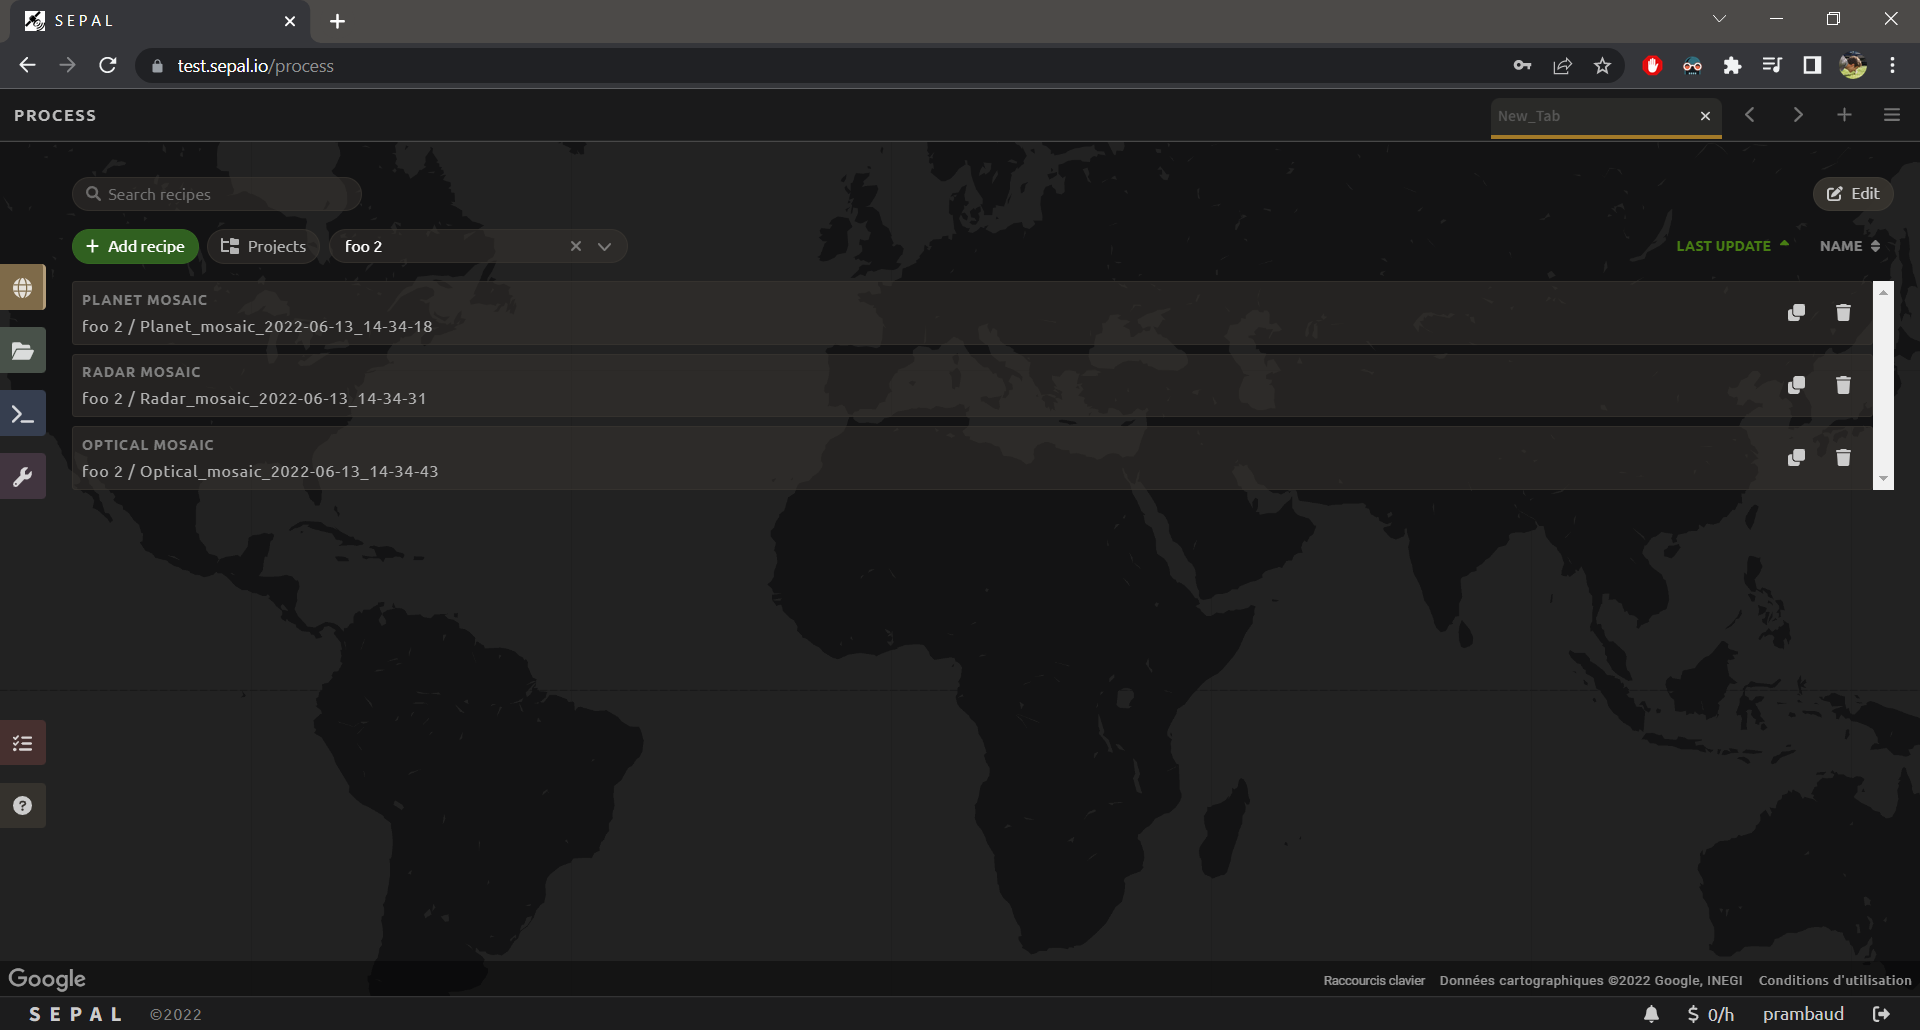 SEPAL
test.sepal.io/process
PROCESS
New_Tab
Search recipes
Edit
Add recipe
Projects
foo 2
LAST UPDATE
NAME
PLANET MOSAIC
foo 2 / Planet_mosaic_2022-06-13_14-34-18
RADAR MOSAIC
foo 2 / Radar_mosaic_2022-06-13_14-34-31
OPTICAL MOSAIC
foo 2 / Optical_mosaic_2022-06-13_14-34-43
Google
Raccourcis clavier
Données cartographiques ©2022 Google, INEGI
Conditions d'utilisation
SEPAL
©2022
$ 0/h
prambaud